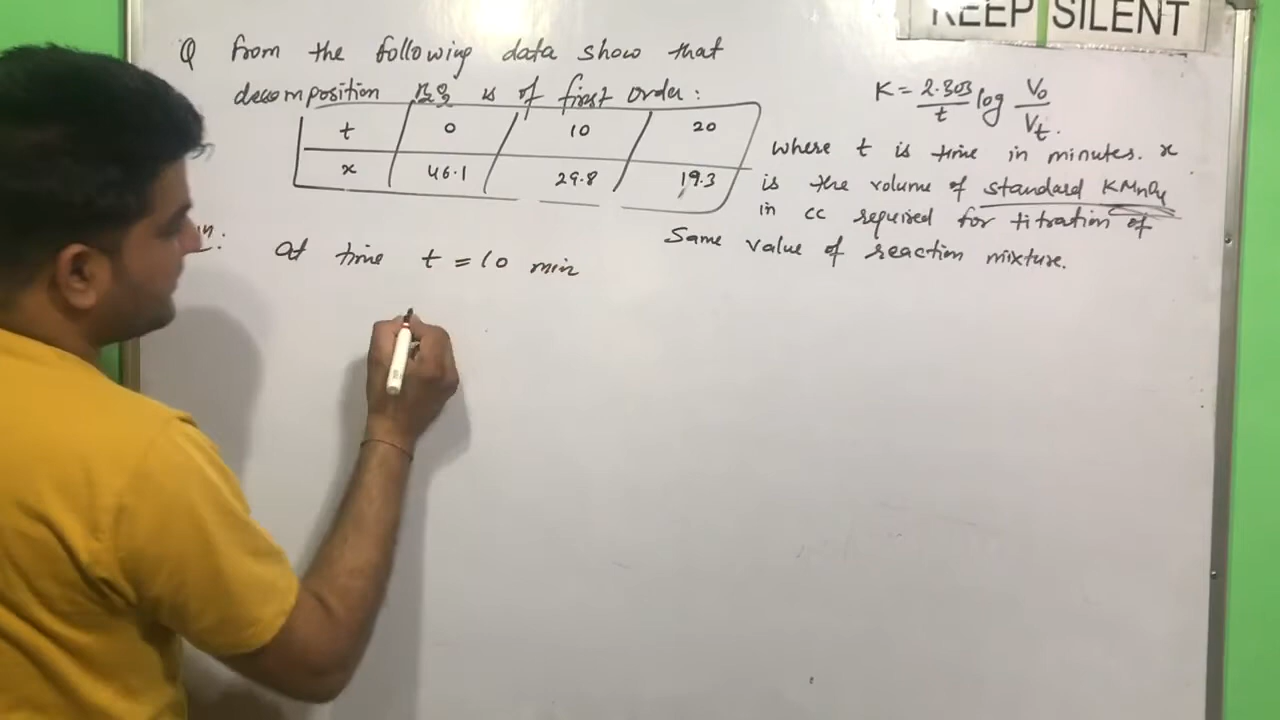 KEEP SILENT
Q from the following data show that
decomposition H2O2 is of first order:
t 0 10 20
x 46.1 29.8 19.3
K = 2.303/t log V0/Vt.
where t is time in minutes. x
is the volume of standard KMnO4
in cc required for titration of
Same value of reaction mixture.
at time t = 10 min